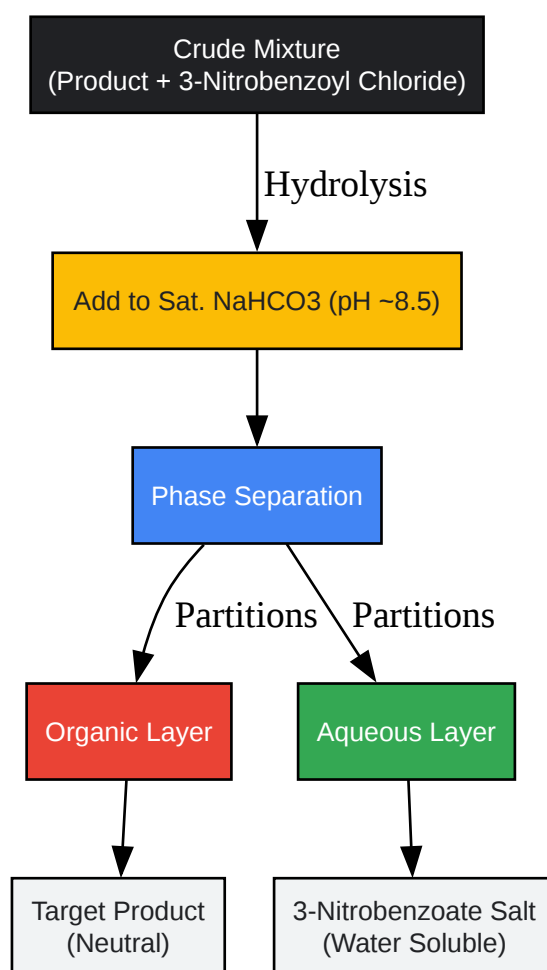 Crude Mixture
(Product + 3-Nitrobenzoyl Chloride)
Hydrolysis
Add to Sat. NaHCO3 (pH ~8.5)
Phase Separation
Partitions
Partitions
Organic Layer
Aqueous Layer
Target Product
(Neutral)
3-Nitrobenzoate Salt
(Water Soluble)